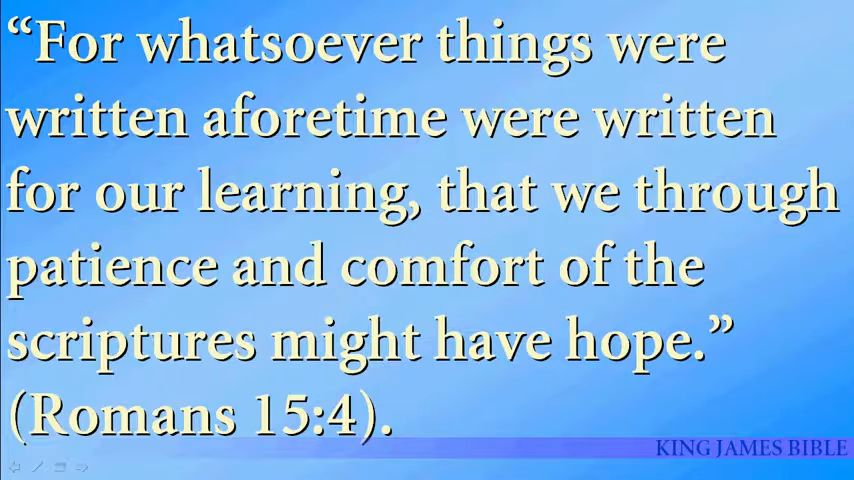 “For whatsoever things were
written aforetime were written
for our learning, that we through
patience and comfort of the
scriptures might have hope.”
(Romans 15:4).
KING JAMES BIBLE